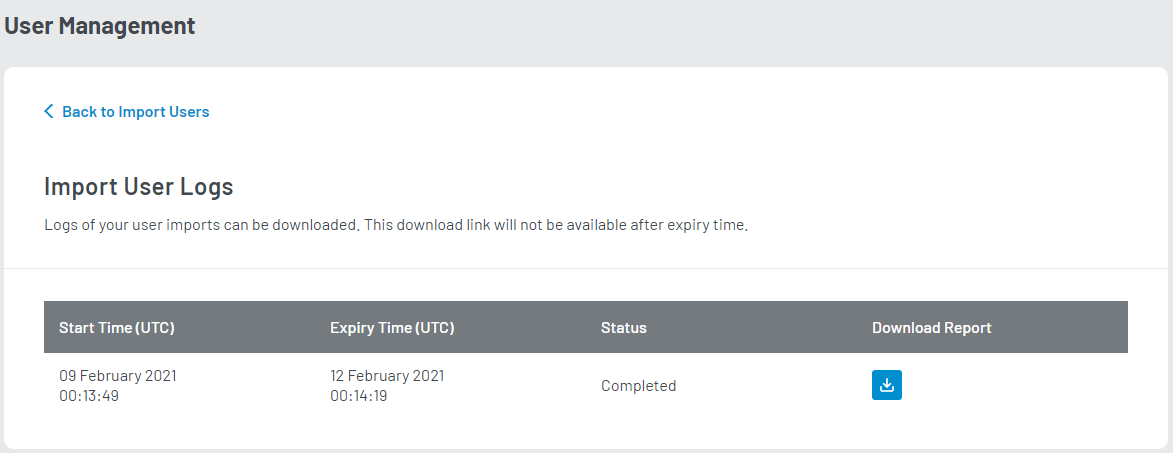 User Management
Back to Import Users
Import User Logs
Logs of your user imports can be downloaded. This download link will not be available after expiry time.
Start Time (UTC) Expiry Time (UTC) Status Download Report
09 February 2021 12 February 2021
00:13:49 00:14:19 Completed